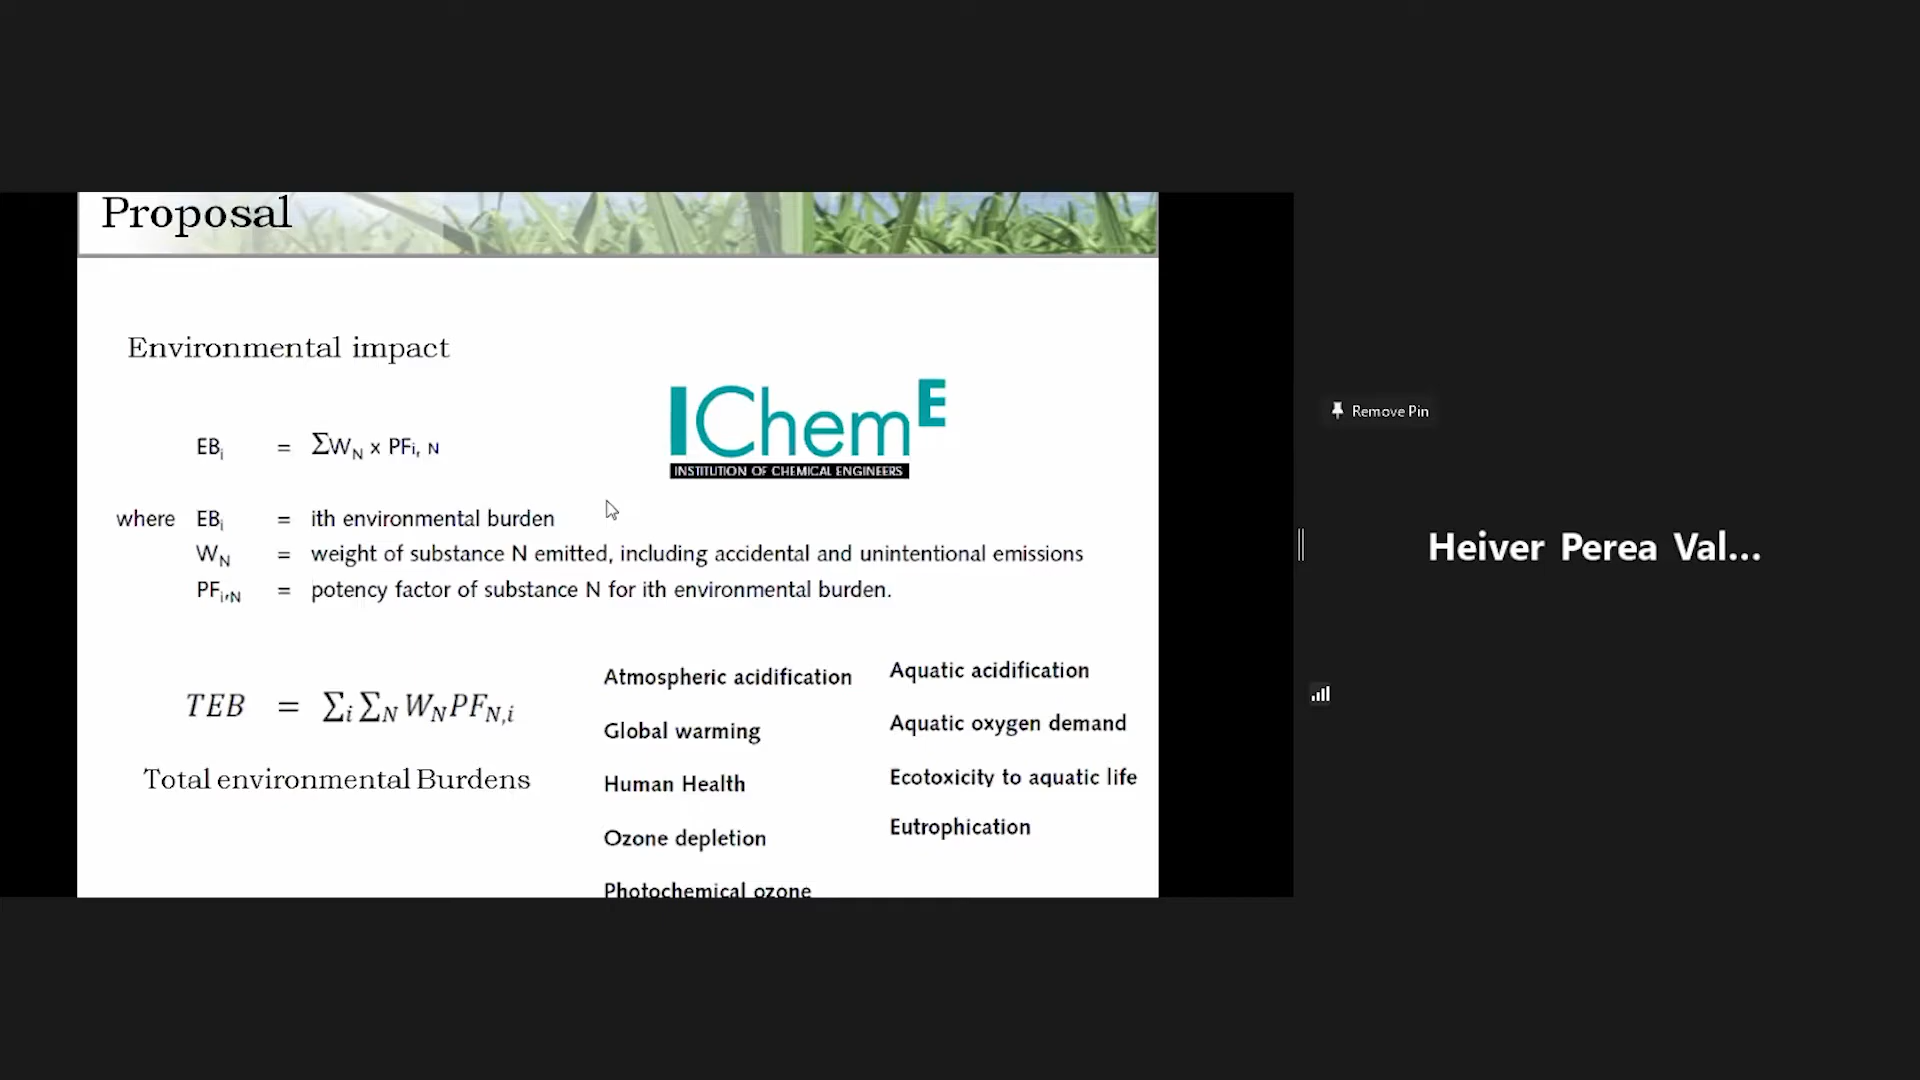 Proposal
Environmental impact
IChemE
INSTITUTION OF CHEMICAL ENGINEERS
EBi = ΣWN x PFi, N
where EBi = ith environmental burden
WN = weight of substance N emitted, including accidental and unintentional emissions
PFi,N = potency factor of substance N for ith environmental burden.
TEB = ∑i ∑N WN PFN,i
Total environmental Burdens
Atmospheric acidification
Global warming
Human Health
Ozone depletion
Photochemical ozone
Aquatic acidification
Aquatic oxygen demand
Ecotoxicity to aquatic life
Eutrophication
Remove Pin
Heiver Perea Val...